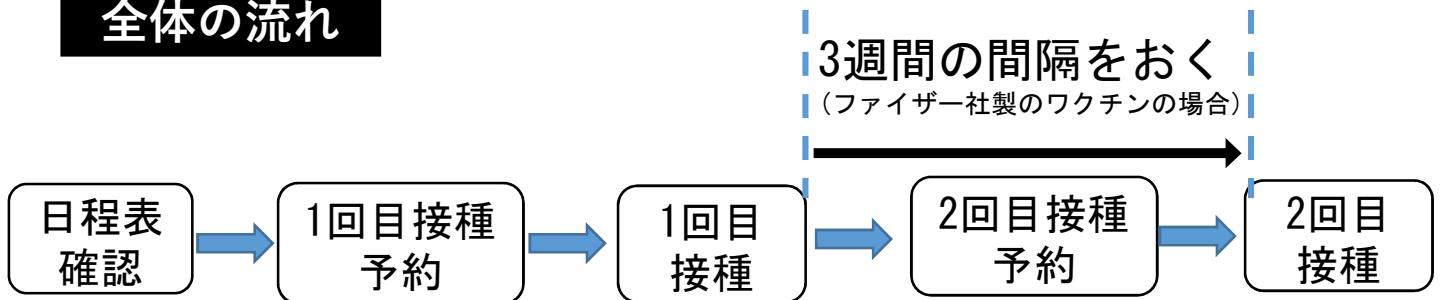 全体の流れ
3週間の間隔をおく
（ファイザー社製のワクチンの場合）
日程表
確認
1回目接種
予約
1回目
接種
2回目接種
予約
2回目
接種